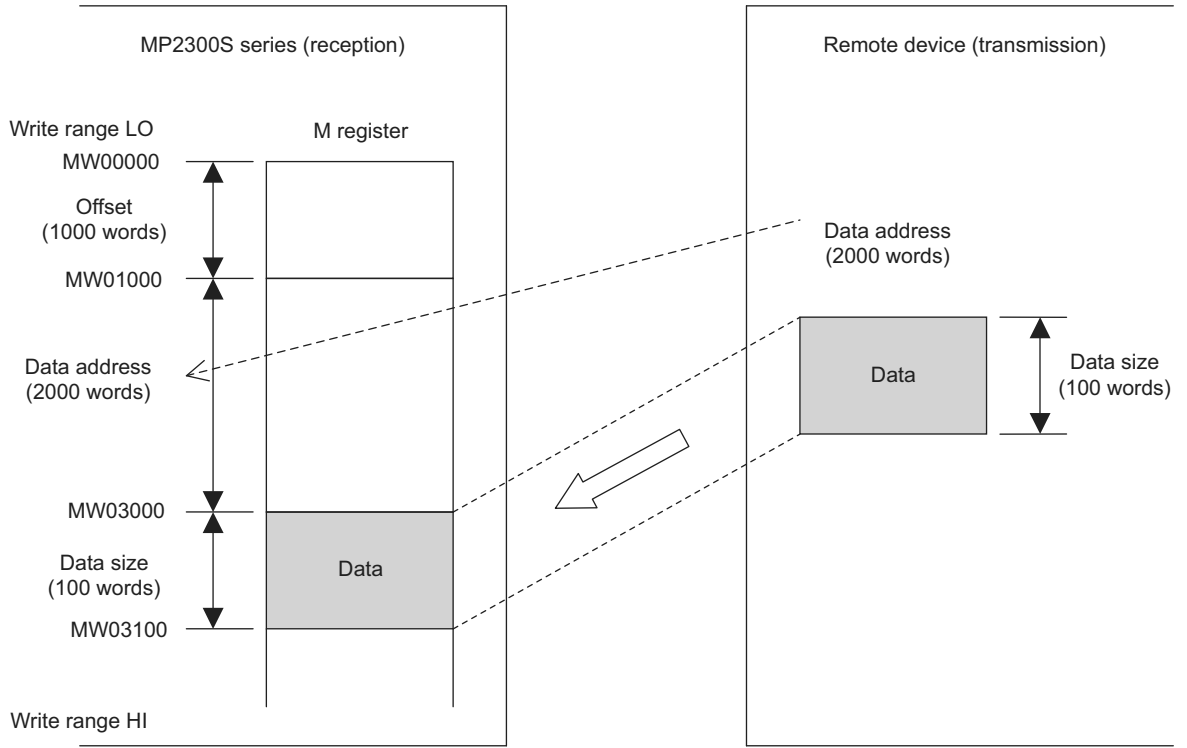 MP2300S series (reception)
Remote device (transmission)
Write range LO
M register
MW00000
Offset
(1000 words)
MW01000
Data address
(2000 words)
Data address
(2000 words)
Data
Data size
(100 words)
MW03000
Data size
(100 words)
Data
MW03100
Write range HI